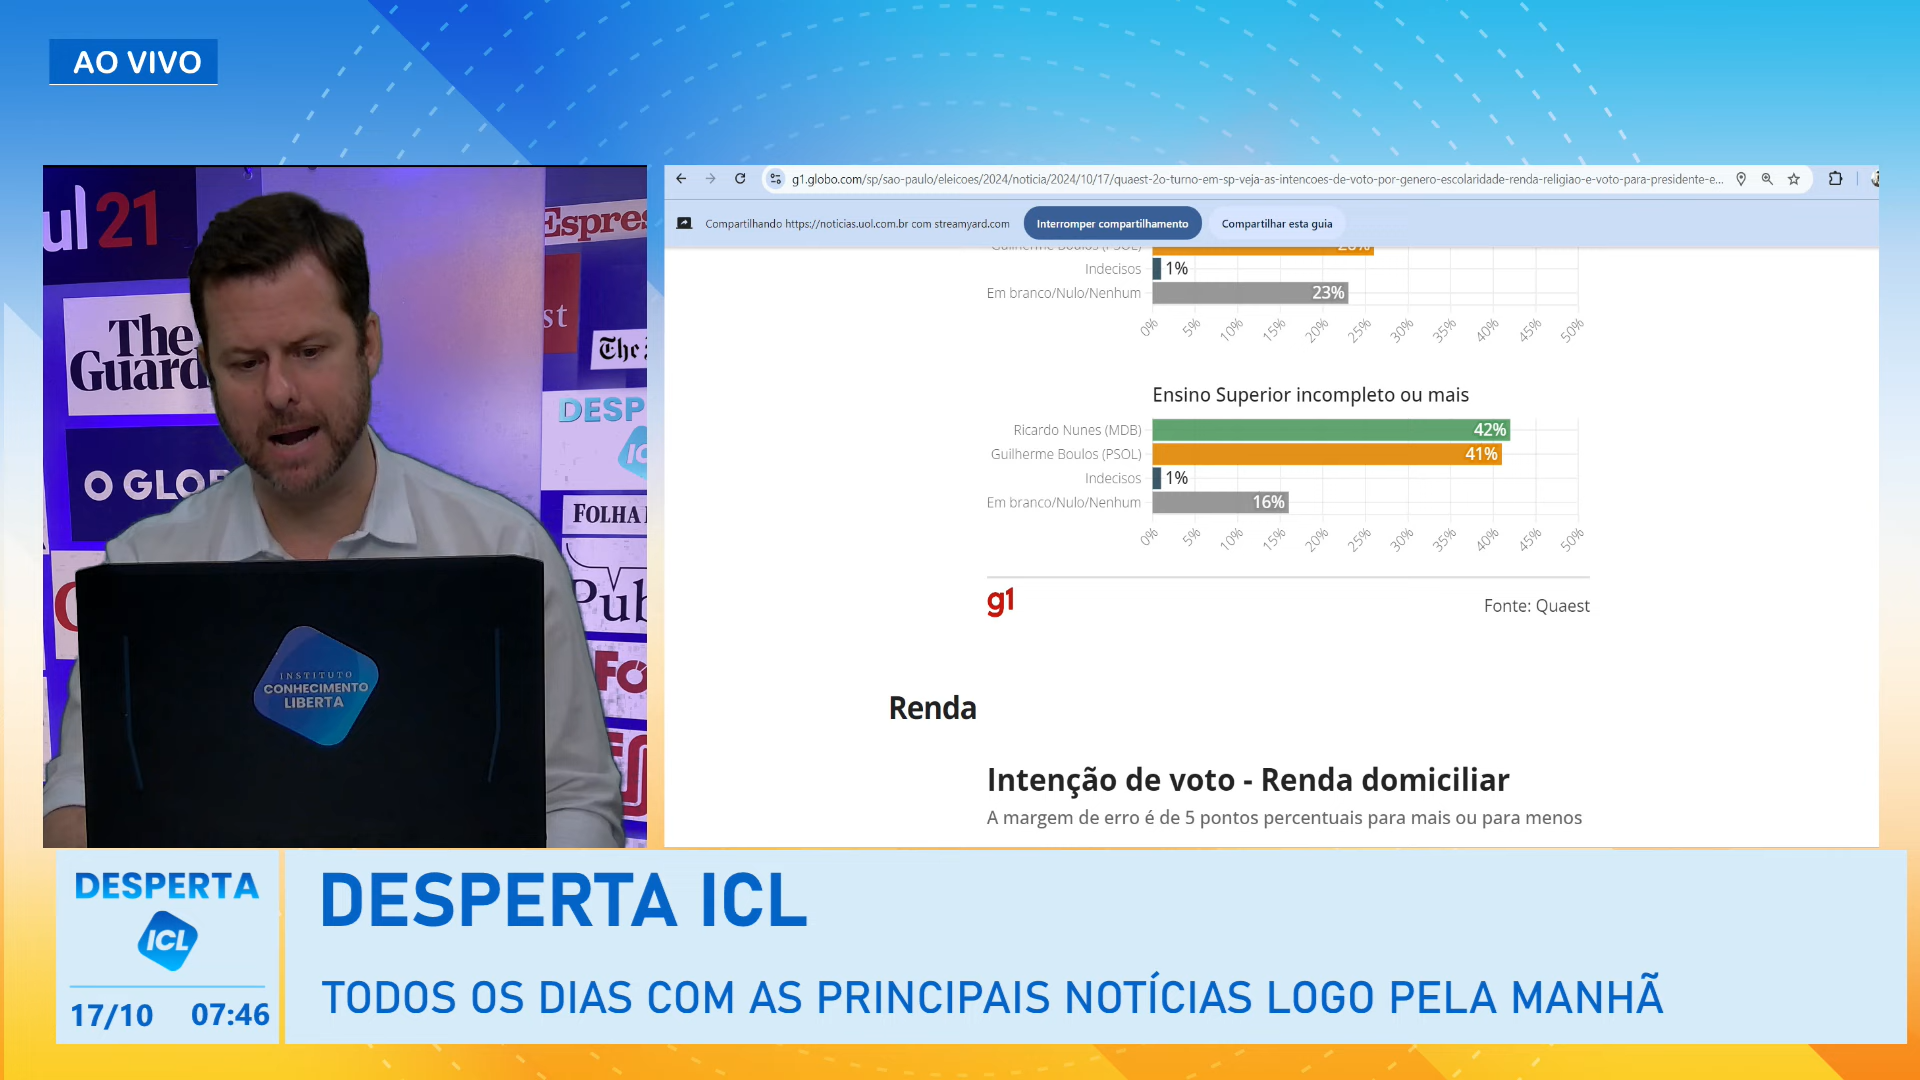 AO VIVO
ul21
Espres
st
The
Guard
The
DESP
O GLO
FOLHA
Pub
INSTITUTO
CONHECIMENTO
LIBERTA
g1.globo.com/sp/sao-paulo/eleicoes/2024/noticia/2024/10/17/quaest-2o-turno-em-sp-veja-as-intencoes-de-voto-por-genero-escolaridade-renda-religiao-e-voto-para-presidente-e...
Compartilhando https://noticias.uol.com.br com streamyard.com
Interromper compartilhamento
Compartilhar esta guia
Guilherme Boulos (PSOL) 26%
Indecisos 1%
Em branco/Nulo/Nenhum 23%
0% 5% 10% 15% 20% 25% 30% 35% 40% 45% 50%
Ensino Superior incompleto ou mais
Ricardo Nunes (MDB) 42%
Guilherme Boulos (PSOL) 41%
Indecisos 1%
Em branco/Nulo/Nenhum 16%
0% 5% 10% 15% 20% 25% 30% 35% 40% 45% 50%
g1
Fonte: Quaest
Renda
Intenção de voto - Renda domiciliar
A margem de erro é de 5 pontos percentuais para mais ou para menos
DESPERTA
ICL
17/10 07:46
DESPERTA ICL
TODOS OS DIAS COM AS PRINCIPAIS NOTÍCIAS LOGO PELA MANHÃ